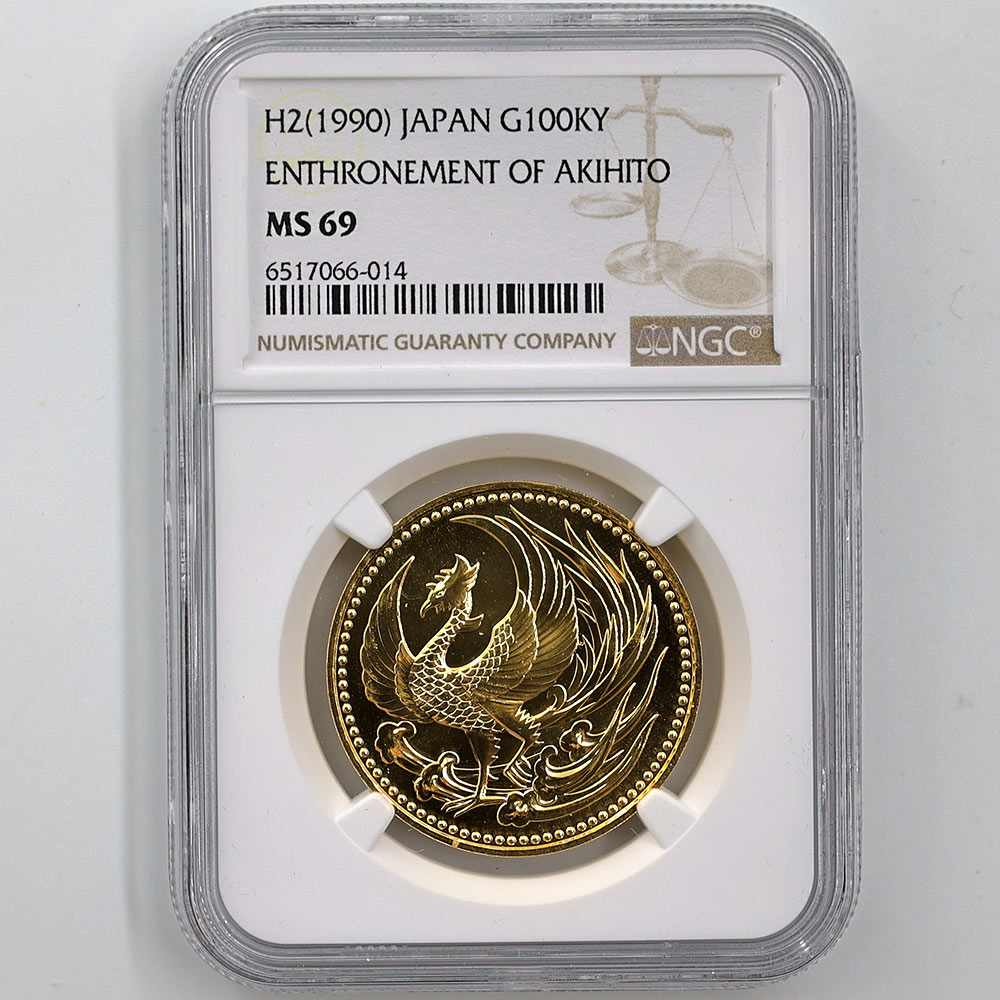 H2(1990) JAPAN G100KY
ENTHRONEMENT OF AKIHITO
MS 69
6517066-014
NUMISMATIC GUARANTY COMPANY
NGC®